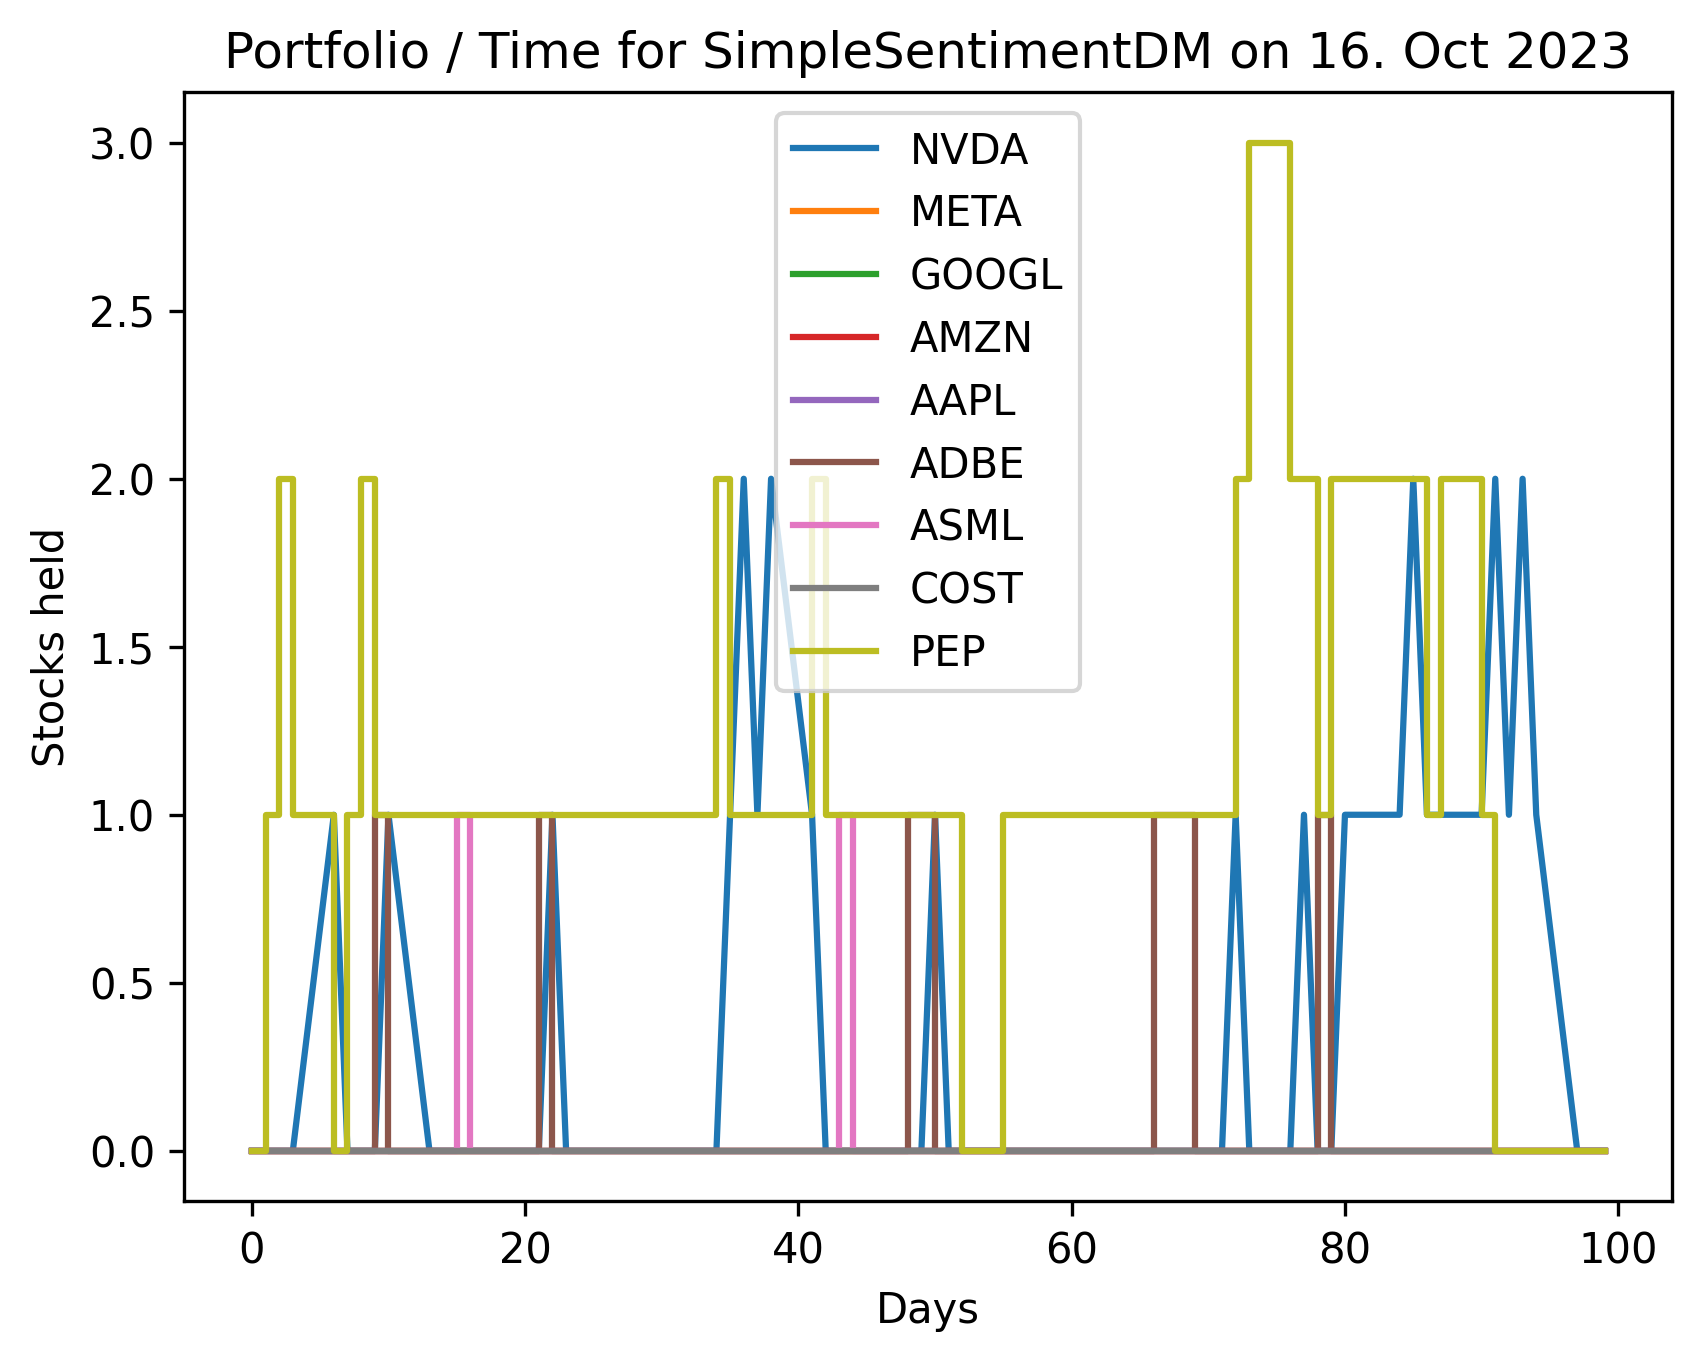 Portfolio / Time for SimpleSentimentDM on 16. Oct 2023
3.0
2.5
2.0
1.5
1.0
0.5
0.0
Stocks held
NVDA
META
GOOGL
AMZN
AAPL
ADBE
ASML
COST
PEP
0 20 40 60 80 100
Days